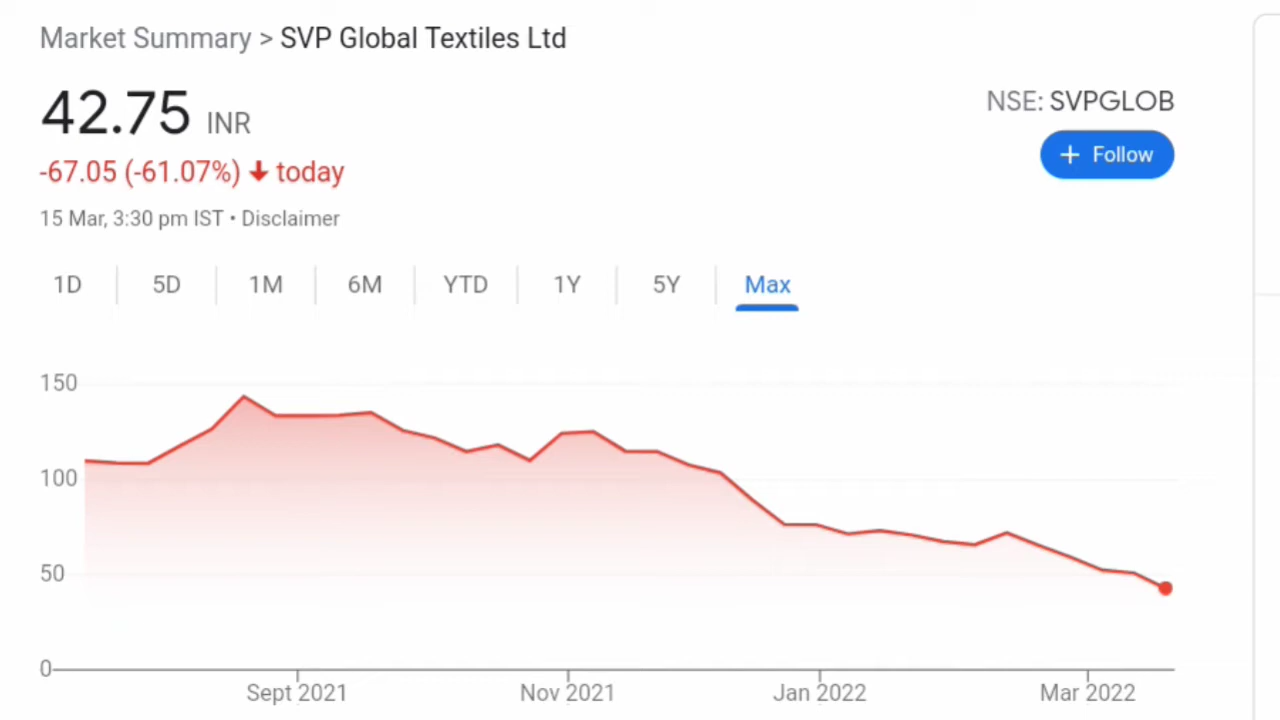 Market Summary > SVP Global Textiles Ltd
42.75 INR
NSE: SVPGLOB
-67.05 (-61.07%) ↓ today
+ Follow
15 Mar, 3:30 pm IST • Disclaimer
1D 5D 1M 6M YTD 1Y 5Y Max
150
100
50
0
Sept 2021 Nov 2021 Jan 2022 Mar 2022